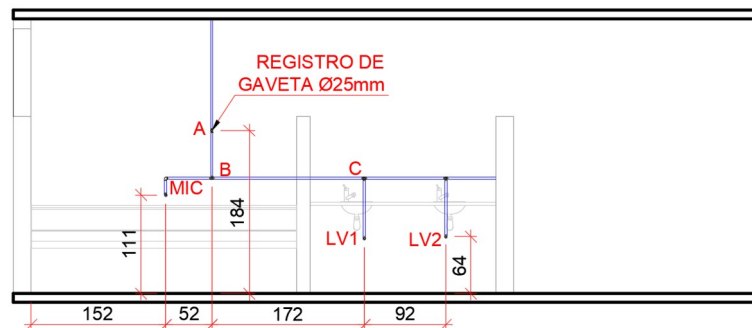 REGISTRO DE
GAVETA Ø25mm
A
B
C
MIC
184
111
LV1
LV2
64
152
52
172
92